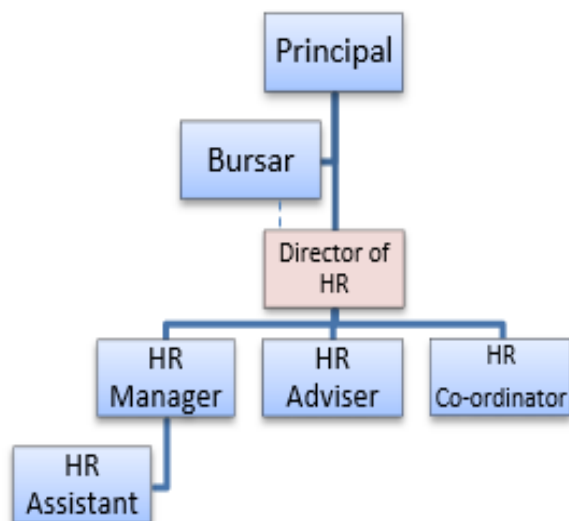 Principal
Bursar
Director of
HR
HR
Manager
HR
Adviser
HR
Co-ordinator
HR
Assistant